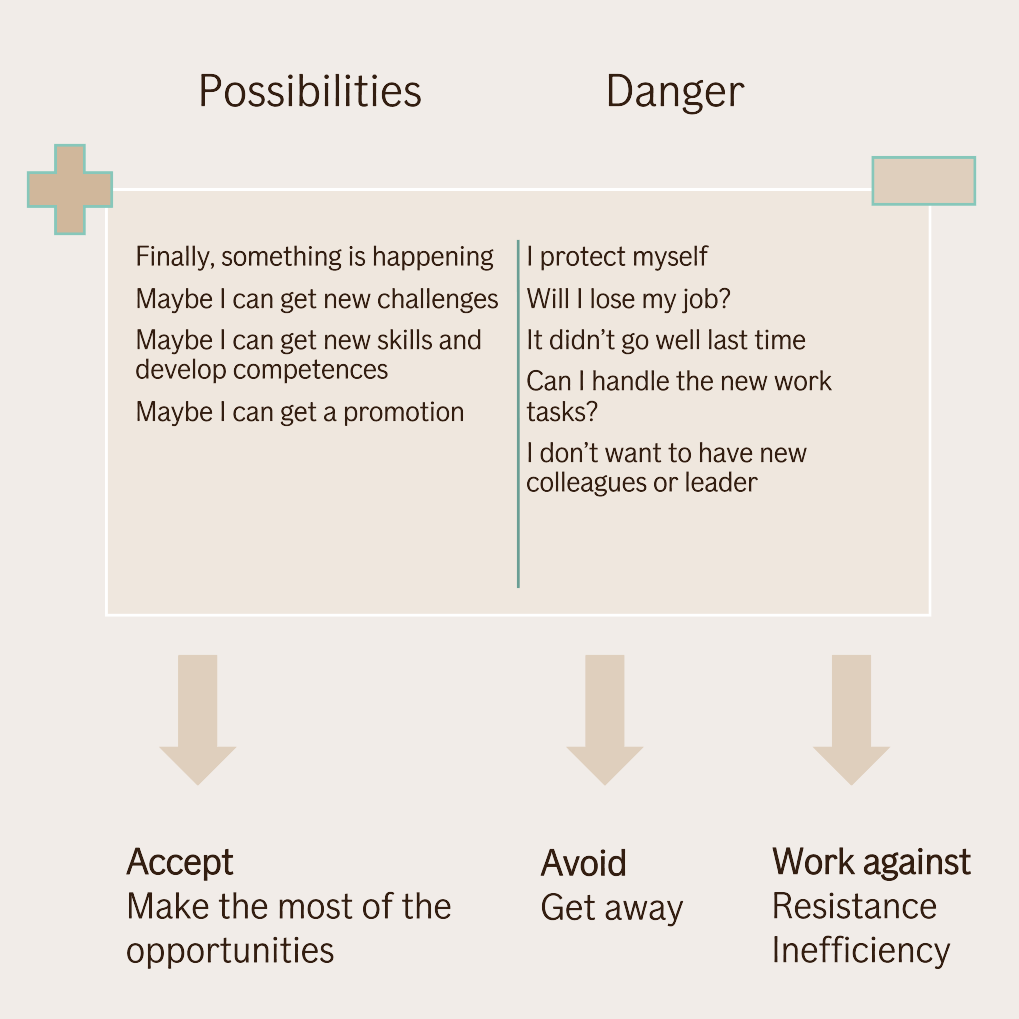 Possibilities
Danger
Finally, something is happening
Maybe I can get new challenges
Maybe I can get new skills and
develop competences
Maybe I can get a promotion
I protect myself
Will I lose my job?
It didn’t go well last time
Can I handle the new work
tasks?
I don’t want to have new
colleagues or leader
Accept
Make the most of the
opportunities
Avoid
Get away
Work against
Resistance
Inefficiency